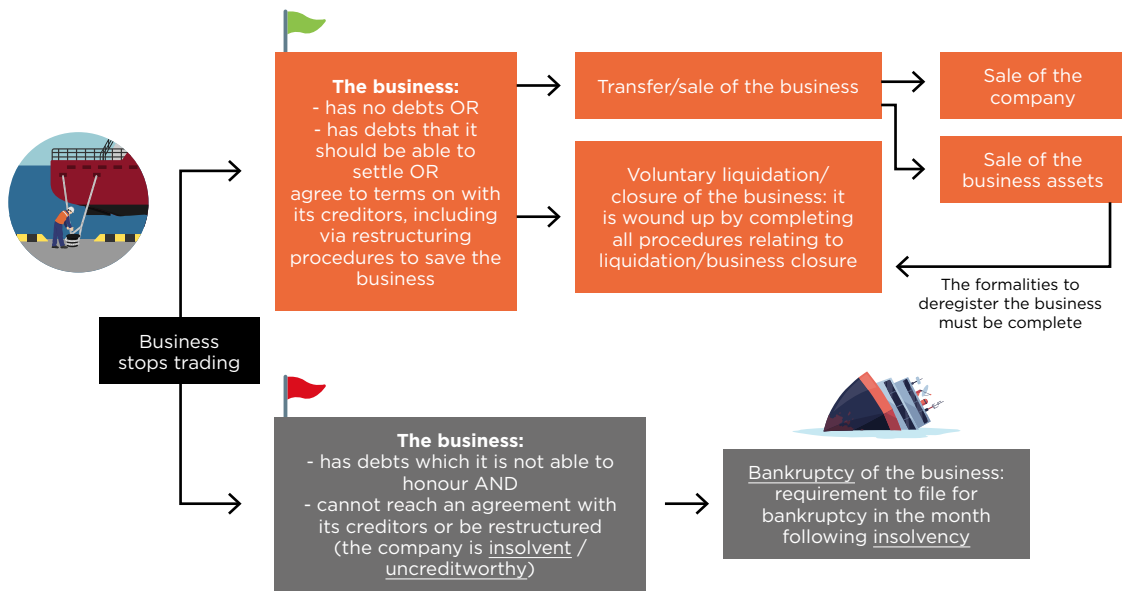 The business:
- has no debts OR
- has debts that it
should be able to
settle OR
agree to terms on with
its creditors, including
via restructuring
procedures to save the
business
Transfer/sale of the business
Sale of the
company
Sale of the
business assets
Voluntary liquidation/
closure of the business: it
is wound up by completing
all procedures relating to
liquidation/business closure
The formalities to
deregister the business
must be complete
Business
stops trading
The business:
- has debts which it is not able to
honour AND
- cannot reach an agreement with
its creditors or be restructured
(the company is insolvent /
uncreditworthy)
Bankruptcy of the business:
requirement to file for
bankruptcy in the month
following insolvency